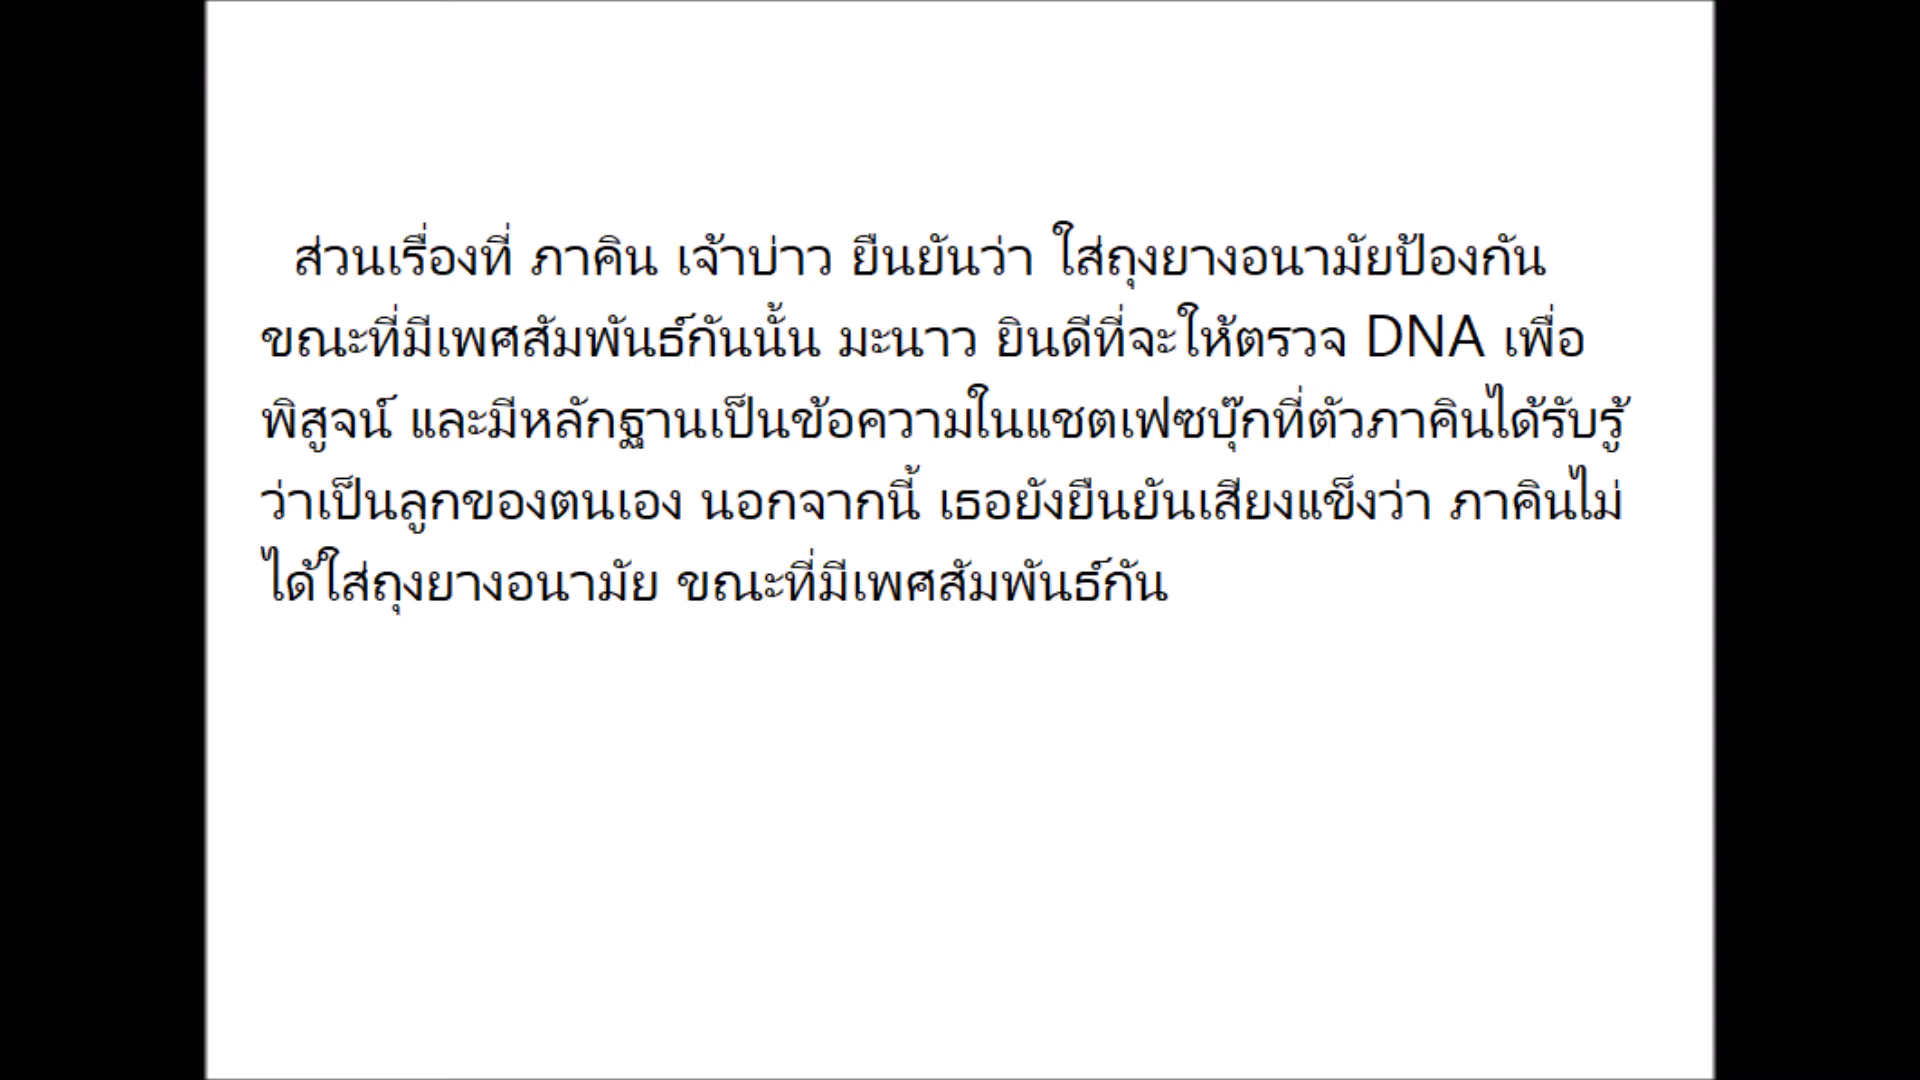 ส่วนเรื่องที่ ภาคิน เจ้าบ่าว ยืนยันว่า ใส่ถุงยางอนามัยป้องกัน
ขณะที่มีเพศสัมพันธ์กันนั้น มะนาว ยินดีที่จะให้ตรวจ DNA เพื่อ
พิสูจน์ และมีหลักฐานเป็นข้อความในแชตเฟซบุ๊กที่ตัวภาคินได้รับรู้
ว่าเป็นลูกของตนเอง นอกจากนี้ เธอยังยืนยันเสียงแข็งว่า ภาคินไม่
ได้ใส่ถุงยางอนามัย ขณะที่มีเพศสัมพันธ์กัน